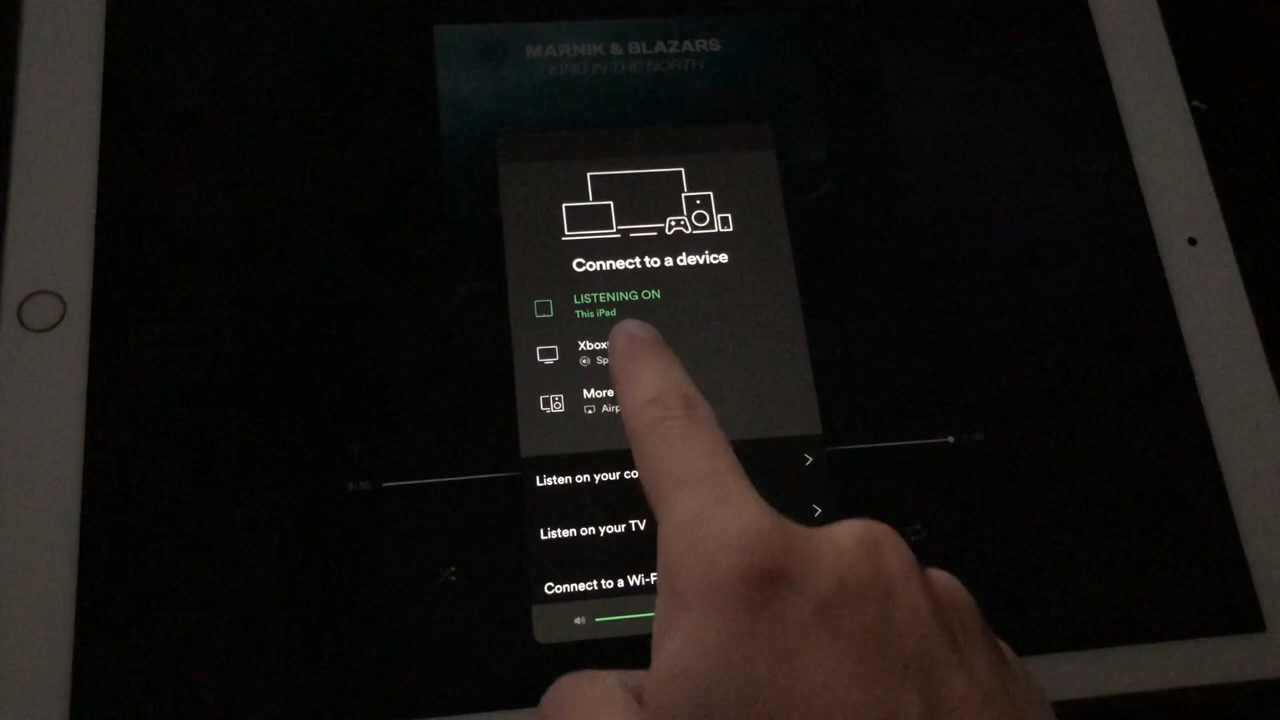 MARNIK & BLAZARS
KING IN THE NORTH
Connect to a device
LISTENING ON
This iPad
Xbox
Sp
More
Airp
Listen on your co
Listen on your TV
Connect to a Wi-F